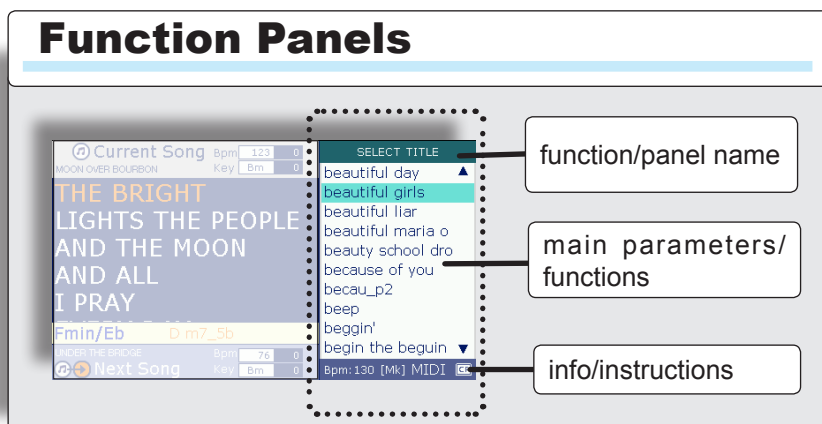 Function Panels
Current Song Bpm 123 0
MOON OVER BOURBON Key Bm 0
THE BRIGHT
LIGHTS THE PEOPLE
AND THE MOON
AND ALL
I PRAY
Fmin/Eb D m7_5b
UNDER THE BRIDGE Bpm 76 0
Next Song Key Bm 0
SELECT TITLE
beautiful day
beautiful girls
beautiful liar
beautiful maria o
beauty school dro
because of you
becau_p2
beep
beggin'
begin the beguin
Bpm:130 [Mk] MIDI
function/panel name
main parameters/
functions
info/instructions